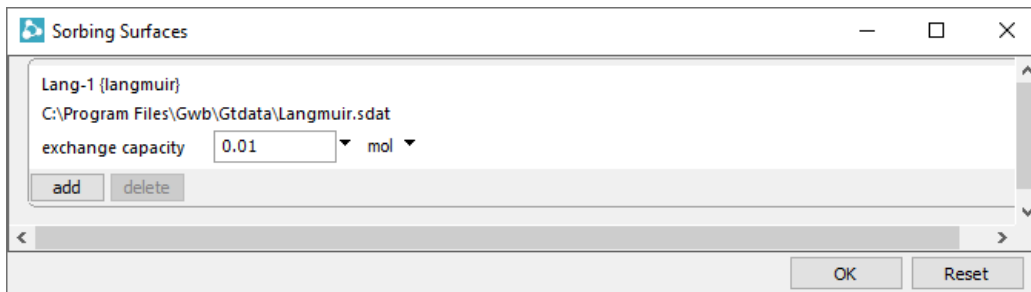 Sorbing Surfaces
Lang-1 {langmuir}
C:\Program Files\Gwb\Gtdata\Langmuir.sdat
exchange capacity 0.01 mol
add delete
OK Reset